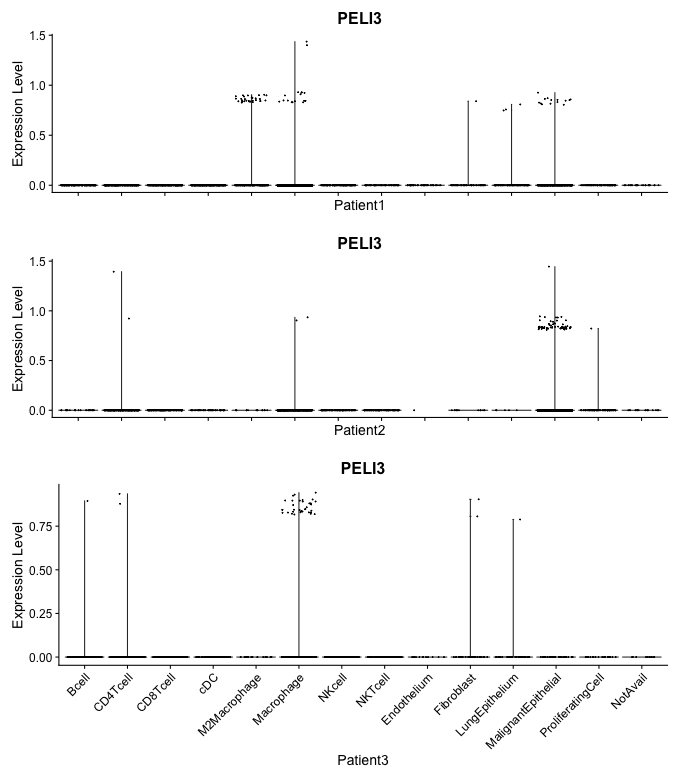 PELI3
Expression Level
1.5
1.0
0.5
0.0
Patient1
PELI3
Expression Level
1.5
1.0
0.5
0.0
Patient2
PELI3
Expression Level
0.75
0.50
0.25
0.00
Bcell
CD4Tcell
CD8Tcell
cDC
M2Macrophage
Macrophage
NKcell
NKTcell
Endothelium
Fibroblast
LungEpithelium
MalignantEpithelial
ProliferatingCell
NotAvail
Patient3